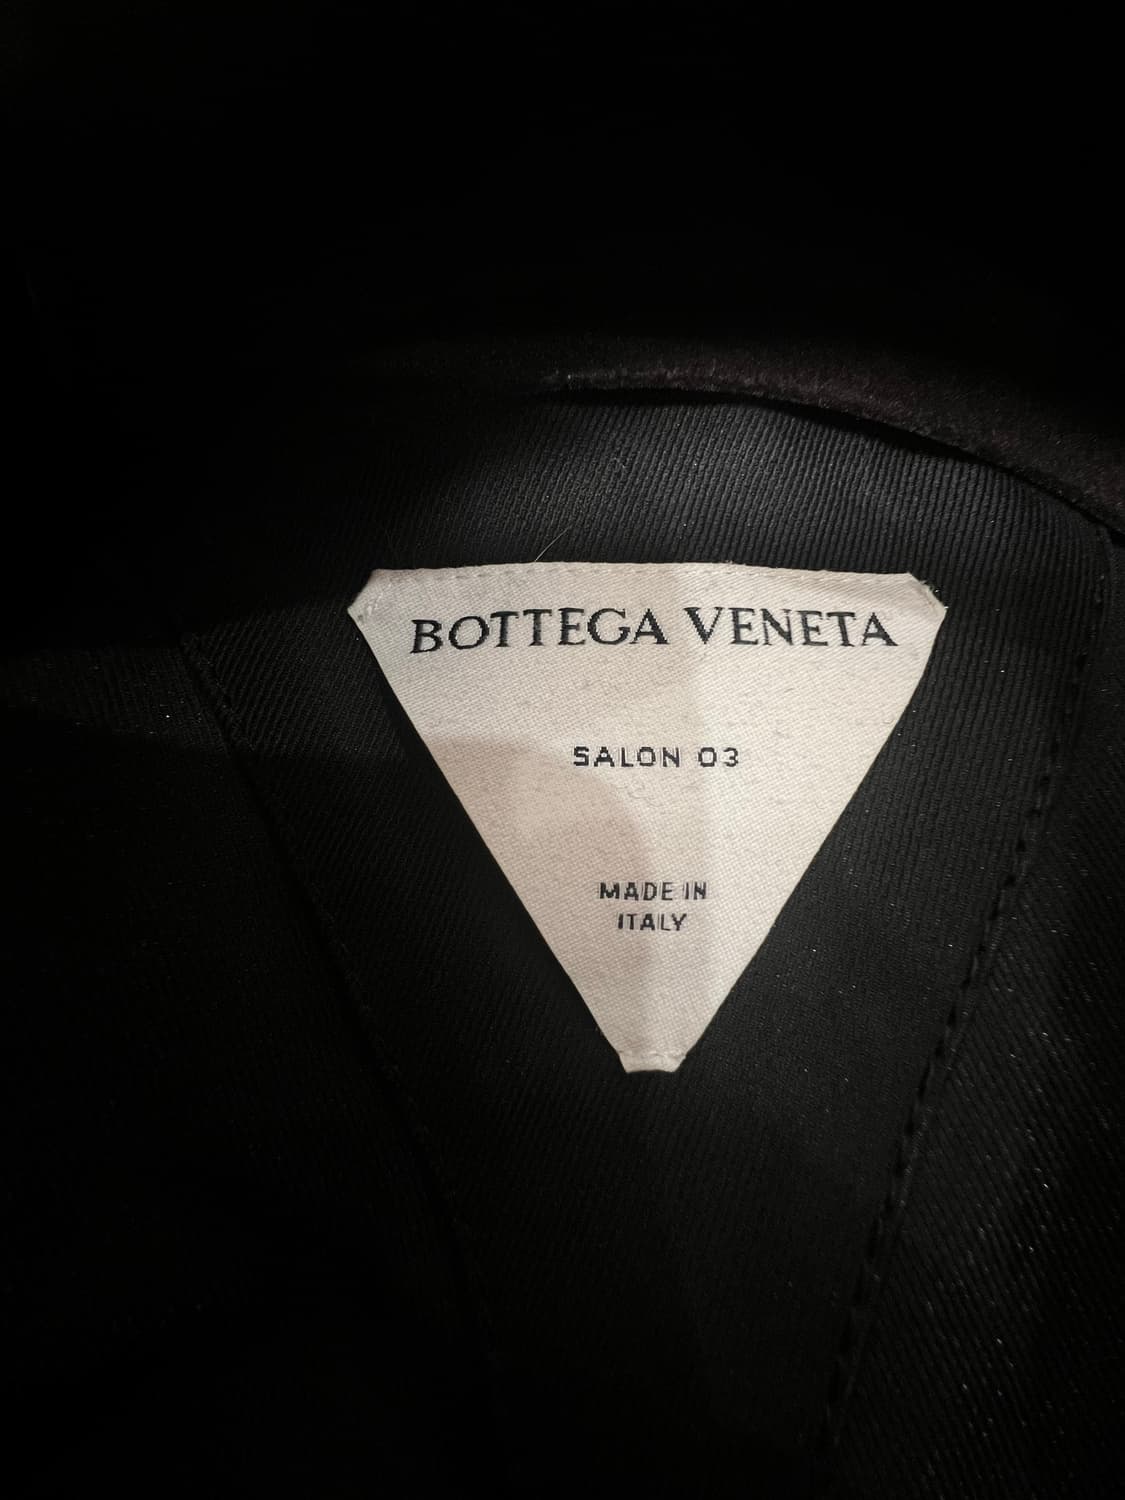 BOTTEGA VENETA
SALON 03
MADE IN
ITALY